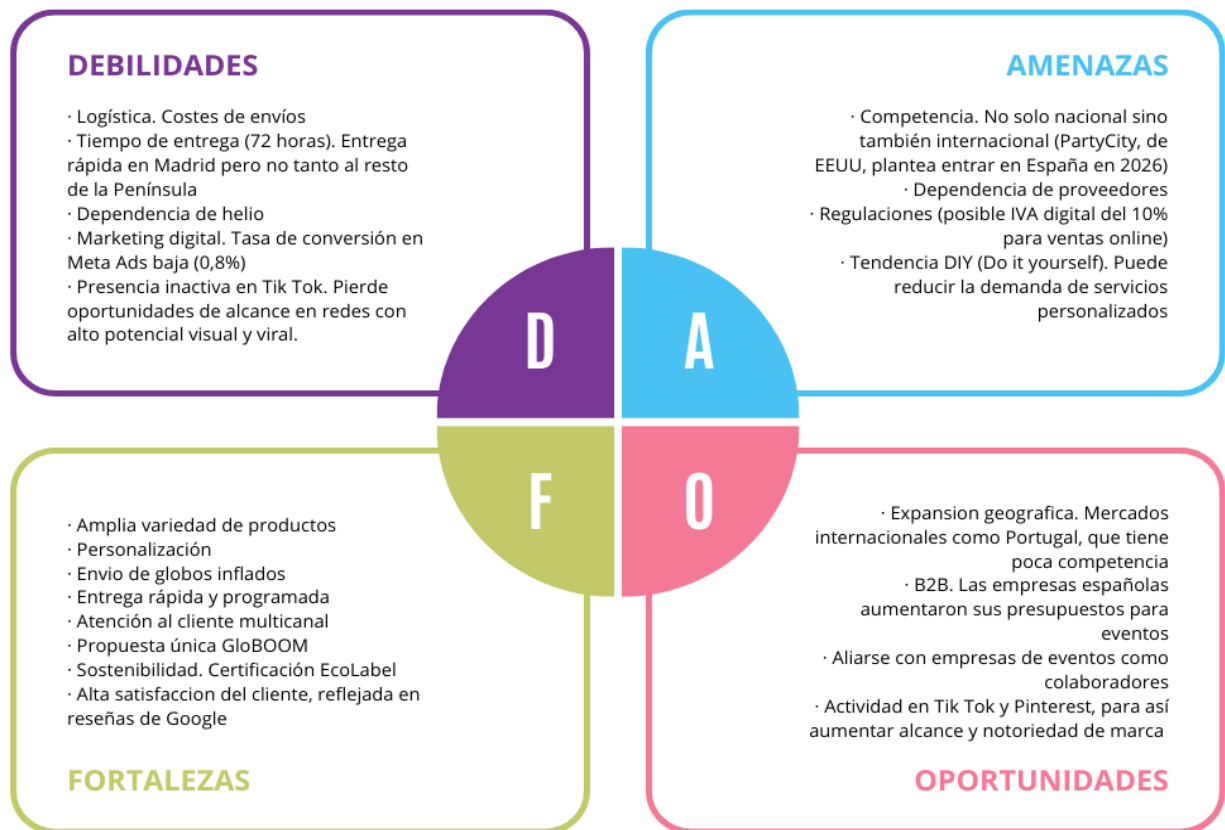 DEBILIDADES
· Logística. Costes de envíos
· Tiempo de entrega (72 horas). Entrega
rápida en Madrid pero no tanto al resto
de la Península
· Dependencia de helio
· Marketing digital. Tasa de conversión en
Meta Ads baja (0,8%)
· Presencia inactiva en Tik Tok. Pierde
oportunidades de alcance en redes con
alto potencial visual y viral.
AMENAZAS
· Competencia. No solo nacional sino
también internacional (PartyCity, de
EEUU, plantea entrar en España en 2026)
· Dependencia de proveedores
· Regulaciones (posible IVA digital del 10%
para ventas online)
· Tendencia DIY (Do it yourself). Puede
reducir la demanda de servicios
personalizados
D
A
F
O
· Amplia variedad de productos
· Personalización
· Envio de globos inflados
· Entrega rápida y programada
· Atención al cliente multicanal
· Propuesta única GloBOOM
· Sostenibilidad. Certificación EcoLabel
· Alta satisfaccion del cliente, reflejada en
reseñas de Google
FORTALEZAS
· Expansion geografica. Mercados
internacionales como Portugal, que tiene
poca competencia
· B2B. Las empresas españolas
aumentaron sus presupuestos para
eventos
· Aliarse con empresas de eventos como
colaboradores
· Actividad en Tik Tok y Pinterest, para así
aumentar alcance y notoriedad de marca
OPORTUNIDADES